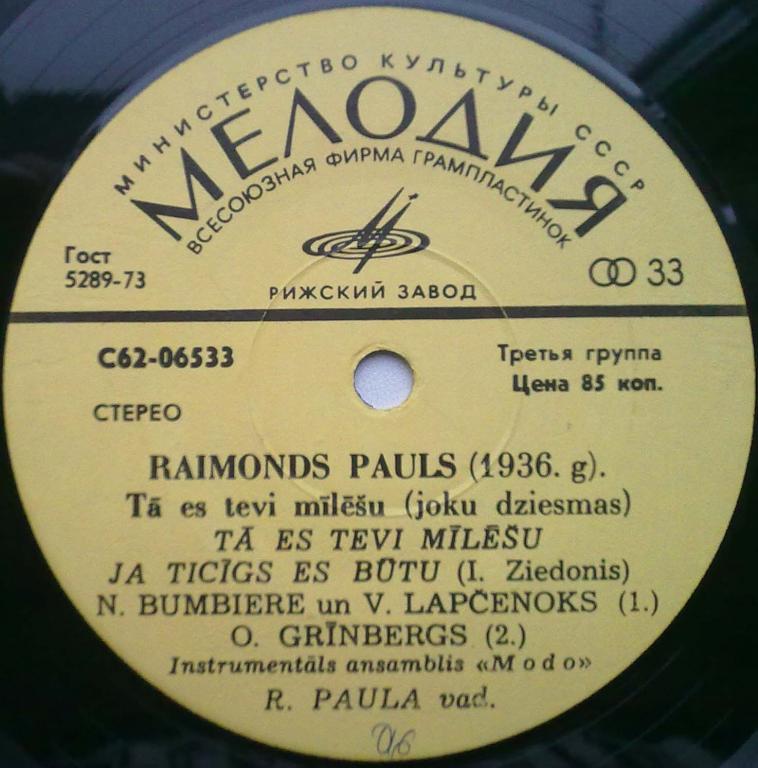 МИНИСТЕРСТВО КУЛЬТУРЫ СССР
МЕЛОДИЯ
ВСЕСОЮЗНАЯ ФИРМА ГРАМПЛАСТИНОК
Гост
5289-73
33
РИЖСКИЙ ЗАВОД
С62-06533
Третья группа
Цена 85 коп.
СТЕРЕО
RAIMONDS PAULS (1936. g).
Tā es tevi mīlēšu (joku dziesmas)
TĀ ES TEVI MĪLĒŠU
JA TICĪGS ES BŪTU (I. Ziedonis)
N. BUMBIERE un V. LAPČENOKS (1.)
O. GRĪNBERGS (2.)
Instrumentāls ansamblis «Modo»
R. PAULA vad.